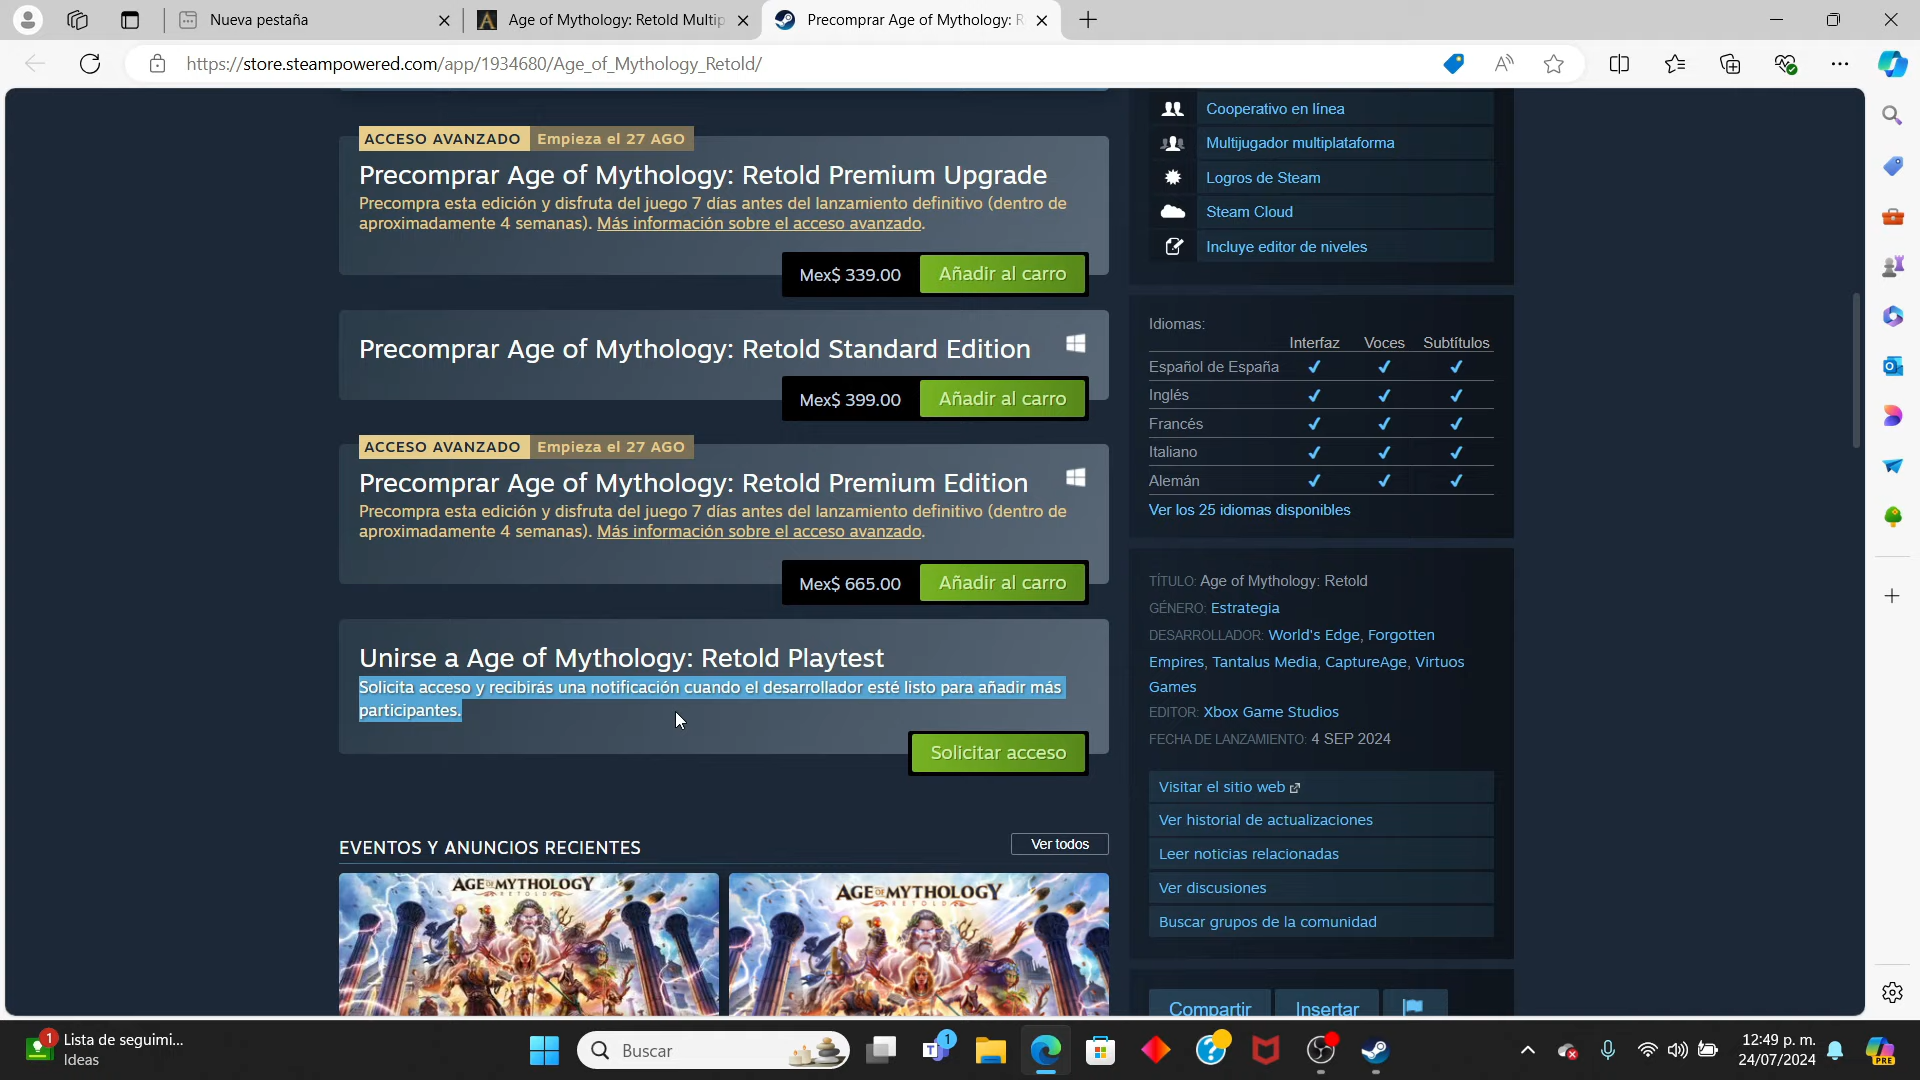 Nueva pestaña
Age of Mythology: Retold Multip
Precomprar Age of Mythology: R
https://store.steampowered.com/app/1934680/Age_of_Mythology_Retold/
ACCESO AVANZADO Empieza el 27 AGO
Precomprar Age of Mythology: Retold Premium Upgrade
Precompra esta edición y disfruta del juego 7 días antes del lanzamiento definitivo (dentro de
aproximadamente 4 semanas). Más información sobre el acceso avanzado.
Mex$ 339.00
Añadir al carro
Precomprar Age of Mythology: Retold Standard Edition
Mex$ 399.00
Añadir al carro
ACCESO AVANZADO Empieza el 27 AGO
Precomprar Age of Mythology: Retold Premium Edition
Precompra esta edición y disfruta del juego 7 días antes del lanzamiento definitivo (dentro de
aproximadamente 4 semanas). Más información sobre el acceso avanzado.
Mex$ 665.00
Añadir al carro
Unirse a Age of Mythology: Retold Playtest
Solicita acceso y recibirás una notificación cuando el desarrollador esté listo para añadir más
participantes.
Solicitar acceso
EVENTOS Y ANUNCIOS RECIENTES
Ver todos
AGE OF MYTHOLOGY
RETOLD
AGE OF MYTHOLOGY
RETOLD
Cooperativo en línea
Multijugador multiplataforma
Logros de Steam
Steam Cloud
Incluye editor de niveles
Idiomas:
Interfaz Voces Subtítulos
Español de España ✔ ✔ ✔
Inglés ✔ ✔ ✔
Francés ✔ ✔ ✔
Italiano ✔ ✔ ✔
Alemán ✔ ✔ ✔
Ver los 25 idiomas disponibles
TÍTULO: Age of Mythology: Retold
GÉNERO: Estrategia
DESARROLLADOR: World's Edge, Forgotten
Empires, Tantalus Media, CaptureAge, Virtuos
Games
EDITOR: Xbox Game Studios
FECHA DE LANZAMIENTO: 4 SEP 2024
Visitar el sitio web
Ver historial de actualizaciones
Leer noticias relacionadas
Ver discusiones
Buscar grupos de la comunidad
Compartir
Insertar
1
Lista de seguimi...
Ideas
Buscar
1
PRE
12:49 p. m.
24/07/2024